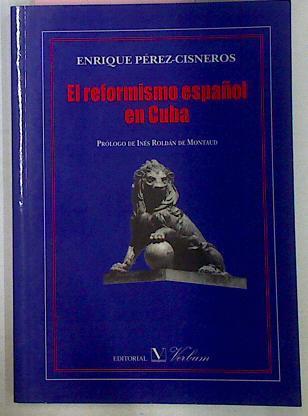 ENRIQUE PÉREZ-CISNEROS
El reformismo español
en Cuba
PRÓLOGO DE INÉS ROLDÁN DE MONTAUD
EDITORIAL V Verbum